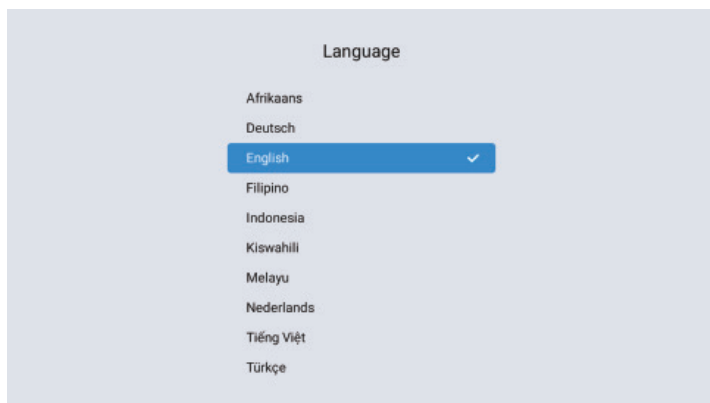 Language
Afrikaans
Deutsch
English
Filipino
Indonesia
Kiswahili
Melayu
Nederlands
Tiếng Việt
Türkçe